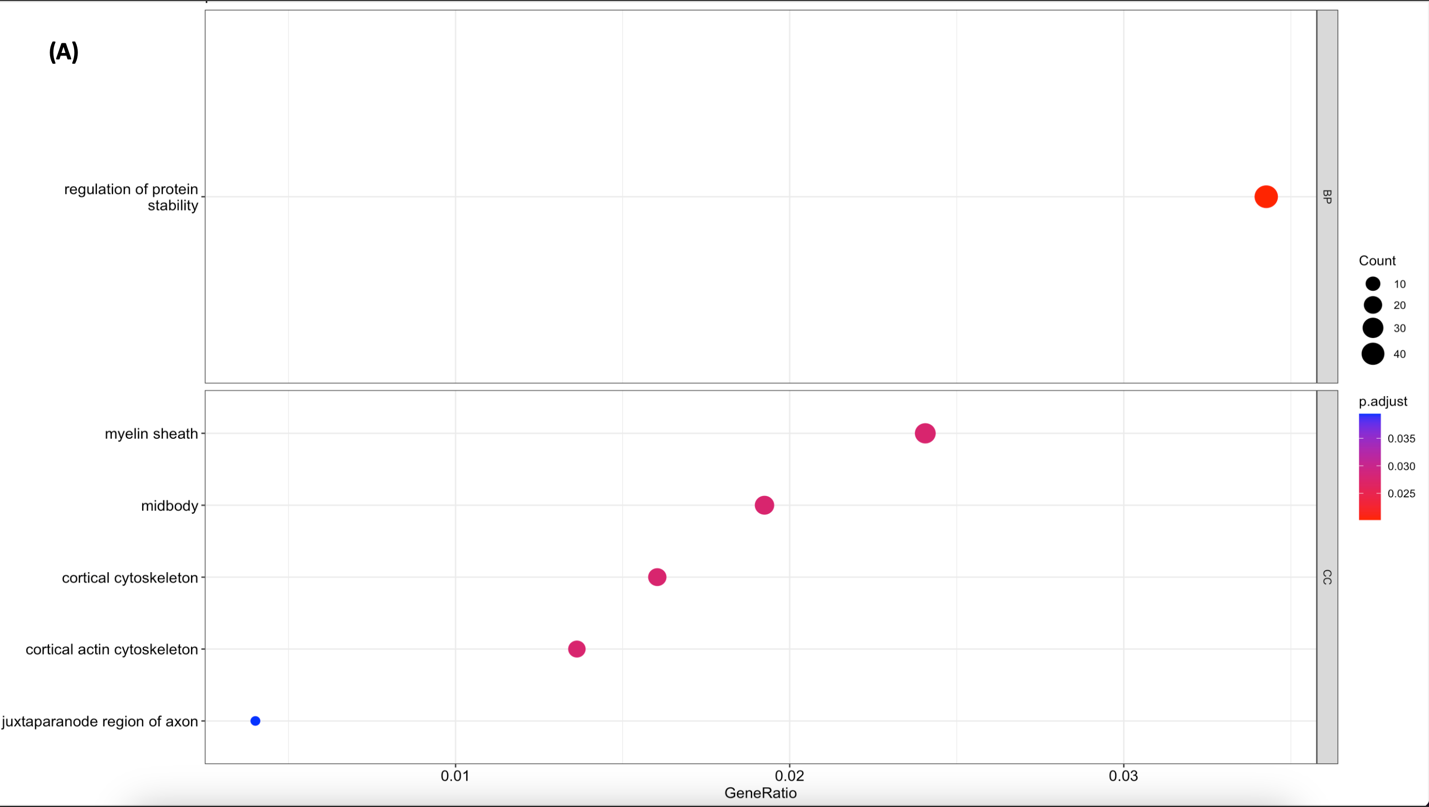 (A)
regulation of protein
stability
BP
myelin sheath
midbody
cortical cytoskeleton
cortical actin cytoskeleton
juxtaparanode region of axon
CC
0.01
0.02
0.03
GeneRatio
Count
10
20
30
40
p.adjust
0.035
0.030
0.025